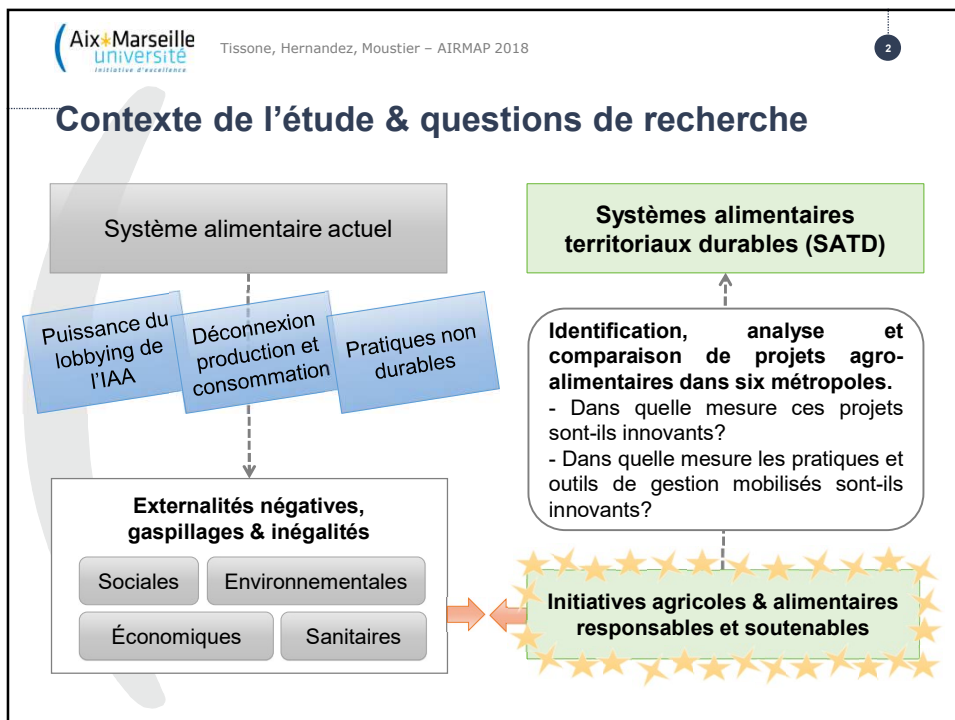 Aix*Marseille
université
Initiative d'excellence
Tissone, Hernandez, Moustier – AIRMAP 2018
2
Contexte de l'étude & questions de recherche
Système alimentaire actuel
Puissance du
lobbying de
l'IAA
Déconnexion
production et
consommation
Pratiques non
durables
Externalités négatives,
gaspillages & inégalités
Sociales
Environnementales
Économiques
Sanitaires
Systèmes alimentaires
territoriaux durables (SATD)
Identification, analyse et
comparaison de projets agro-
alimentaires dans six métropoles.
- Dans quelle mesure ces projets
sont-ils innovants?
- Dans quelle mesure les pratiques et
outils de gestion mobilisés sont-ils
innovants?
Initiatives agricoles & alimentaires
responsables et soutenables